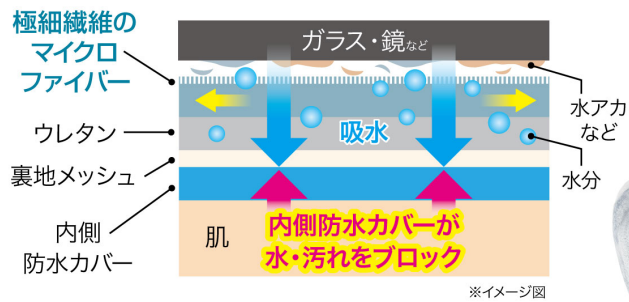 極細繊維の
マイクロ
ファイバー
ガラス・鏡など
水アカ
など
ウレタン
吸水
水分
裏地メッシュ
内側
防水カバー
肌
内側防水カバーが
水・汚れをブロック
※イメージ図